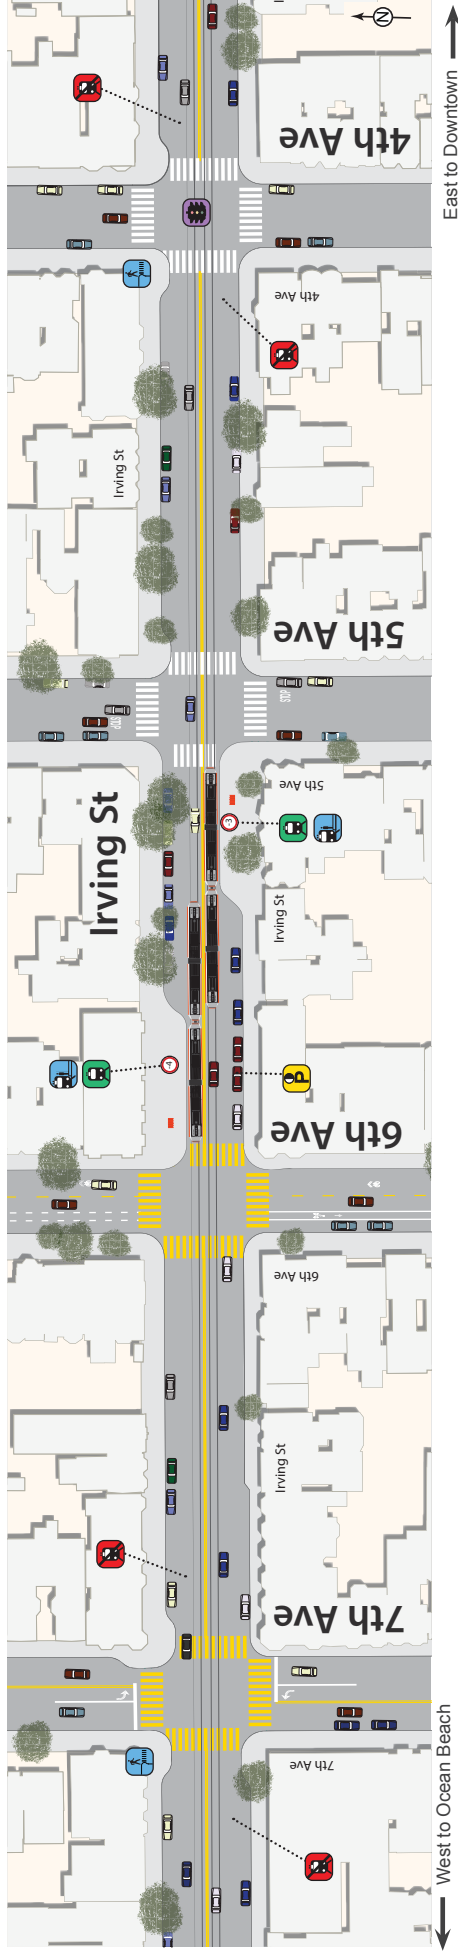 N
East to Downtown
4th Ave
4th Ave
Irving St
5th Ave
STOP
STOP
Irving St
5th Ave
-3
Irving St
-4
P
6th Ave
6th Ave
Irving St
7th Ave
7th Ave
West to Ocean Beach